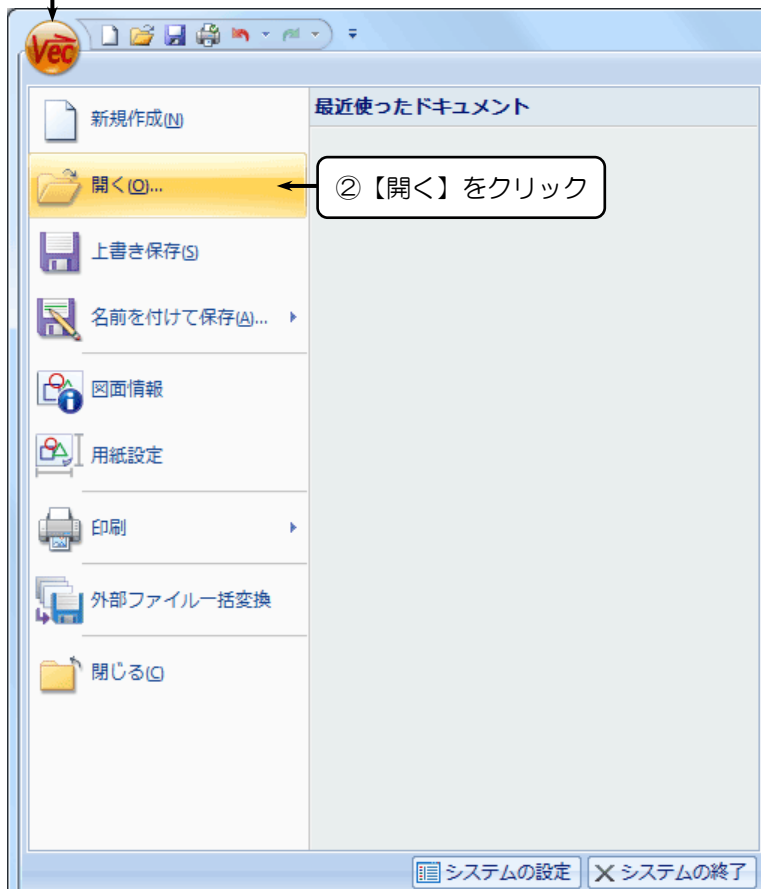 Vec
新規作成(N)
最近使ったドキュメント
開く(O)...
②【開く】をクリック
上書き保存(S)
名前を付けて保存(A)...
図面情報
用紙設定
印刷
外部ファイル一括変換
閉じる(C)
システムの設定
システムの終了